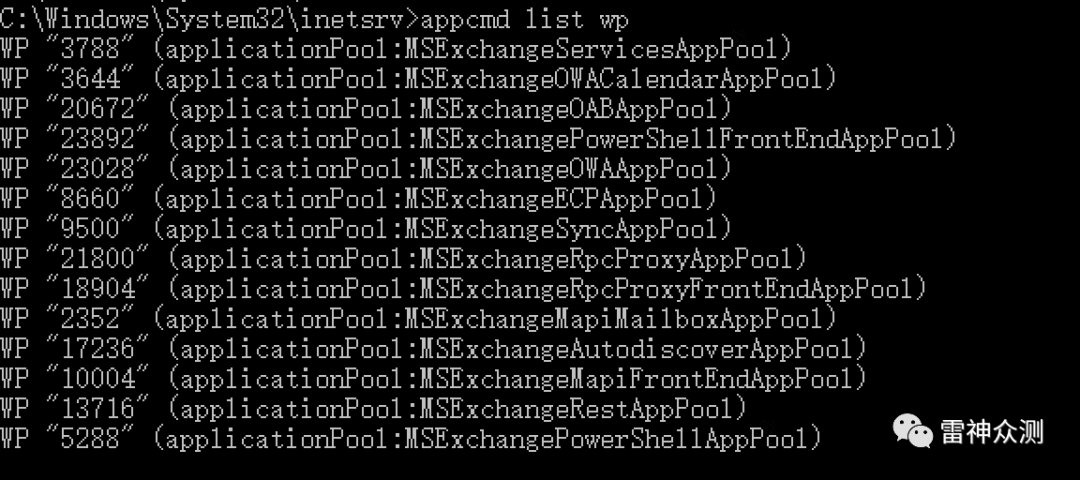 C:\Windows\System32\inetsrv>appcmd list wp
WP "3788" (applicationPool:MSExchangeServicesAppPool)
WP "3644" (applicationPool:MSExchangeOWACalendarAppPool)
WP "20672" (applicationPool:MSExchangeOABAppPool)
WP "23892" (applicationPool:MSExchangePowerShellFrontEndAppPool)
WP "23028" (applicationPool:MSExchangeOWAAppPool)
WP "8660" (applicationPool:MSExchangeECPAppPool)
WP "9500" (applicationPool:MSExchangeSyncAppPool)
WP "21800" (applicationPool:MSExchangeRpcProxyAppPool)
WP "18904" (applicationPool:MSExchangeRpcProxyFrontEndAppPool)
WP "2352" (applicationPool:MSExchangeMapiMailboxAppPool)
WP "17236" (applicationPool:MSExchangeAutodiscoverAppPool)
WP "10004" (applicationPool:MSExchangeMapiFrontEndAppPool)
WP "13716" (applicationPool:MSExchangeRestAppPool)
WP "5288" (applicationPool:MSExchangePowerShellAppPool)
雷神众测